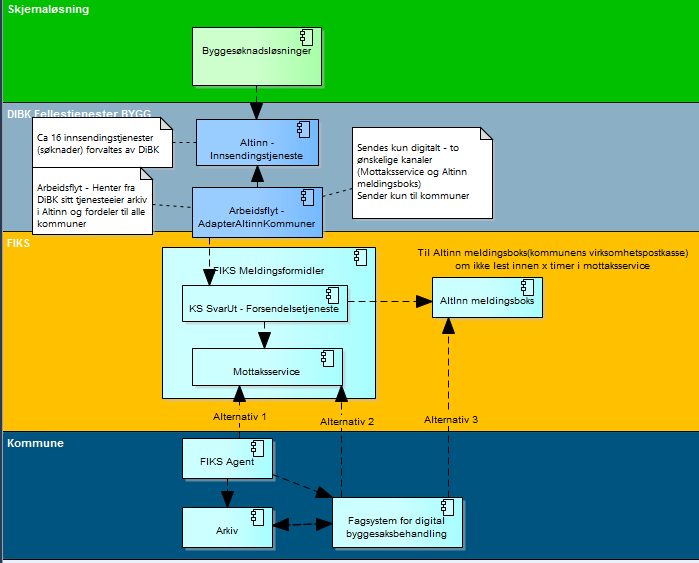 Skjemaløsning
Byggesøknadsløsninger
DIBK Fellestjenester BYGG
Ca 16 innsendingstjenester
(søknader) forvaltes av DiBK
Altinn -
Innsendingstjeneste
Sendes kun digitalt - to
ønskelige kanaler
(Mottaksservice og Altinn
meldingsboks)
Sender kun til kommuner
Arbeidsflyt - Henter fra
DiBK sitt tjenesteeier arkiv
i Altinn og fordeler til alle
kommuner
Arbeidsflyt -
AdapterAltinnKommuner
FIKS
FIKS Meldingsformidler
Til Altinn meldingsboks(kommunens virksomhetspostkasse)
om ikke lest innen x timer i mottaksservice
KS SvarUt - Forsendelsetjeneste
AltInn meldingsboks
Mottaksservice
Alternativ 1
Alternativ 2
Alternativ 3
Kommune
FIKS Agent
Arkiv
Fagsystem for digital
byggesaksbehandling